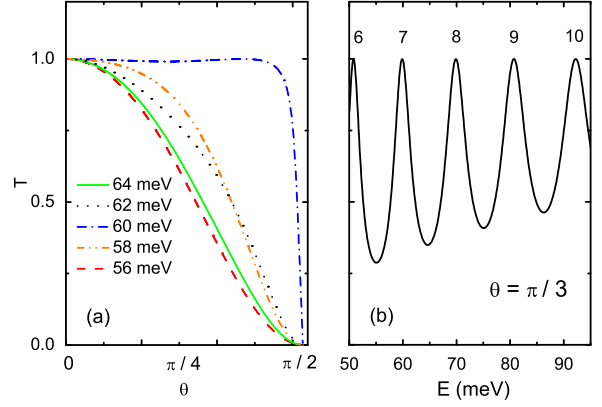 1.0
0.5
0.0
T
64 meV
62 meV
60 meV
58 meV
56 meV
(a)
0
π / 4
π / 2
θ
6 7 8 9 10
θ = π / 3
(b)
50 60 70 80 90
E (meV)